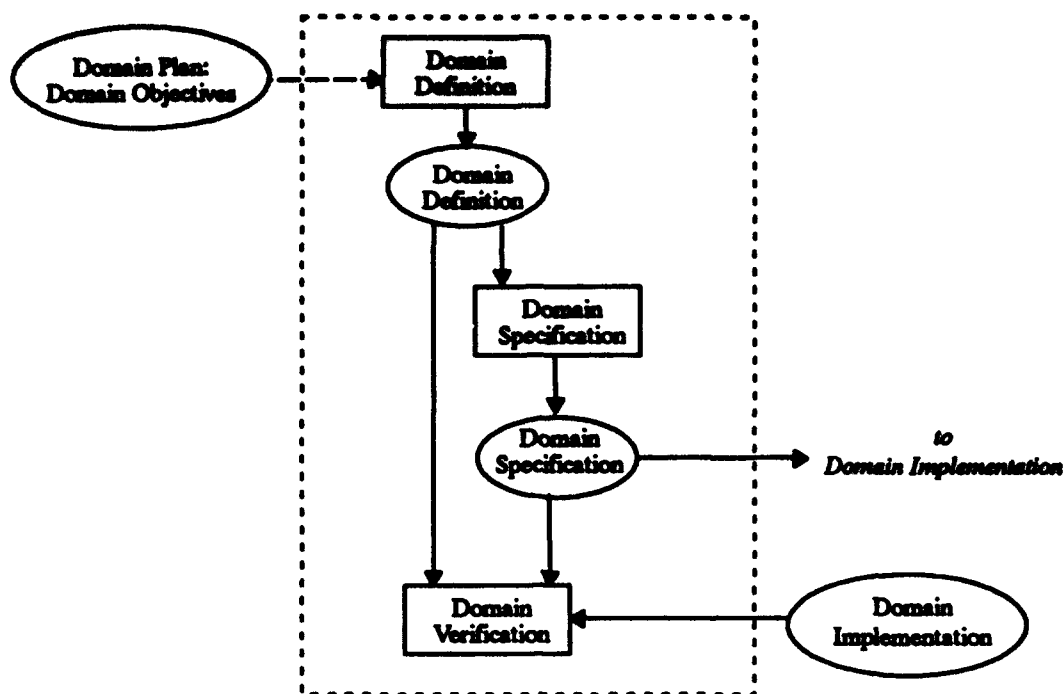 Domain Plan:
Domain Objectives
Domain
Definition
Domain
Definition
Domain
Specification
Domain
Specification
to
Domain Implementation
Domain
Verification
Domain
Implementation